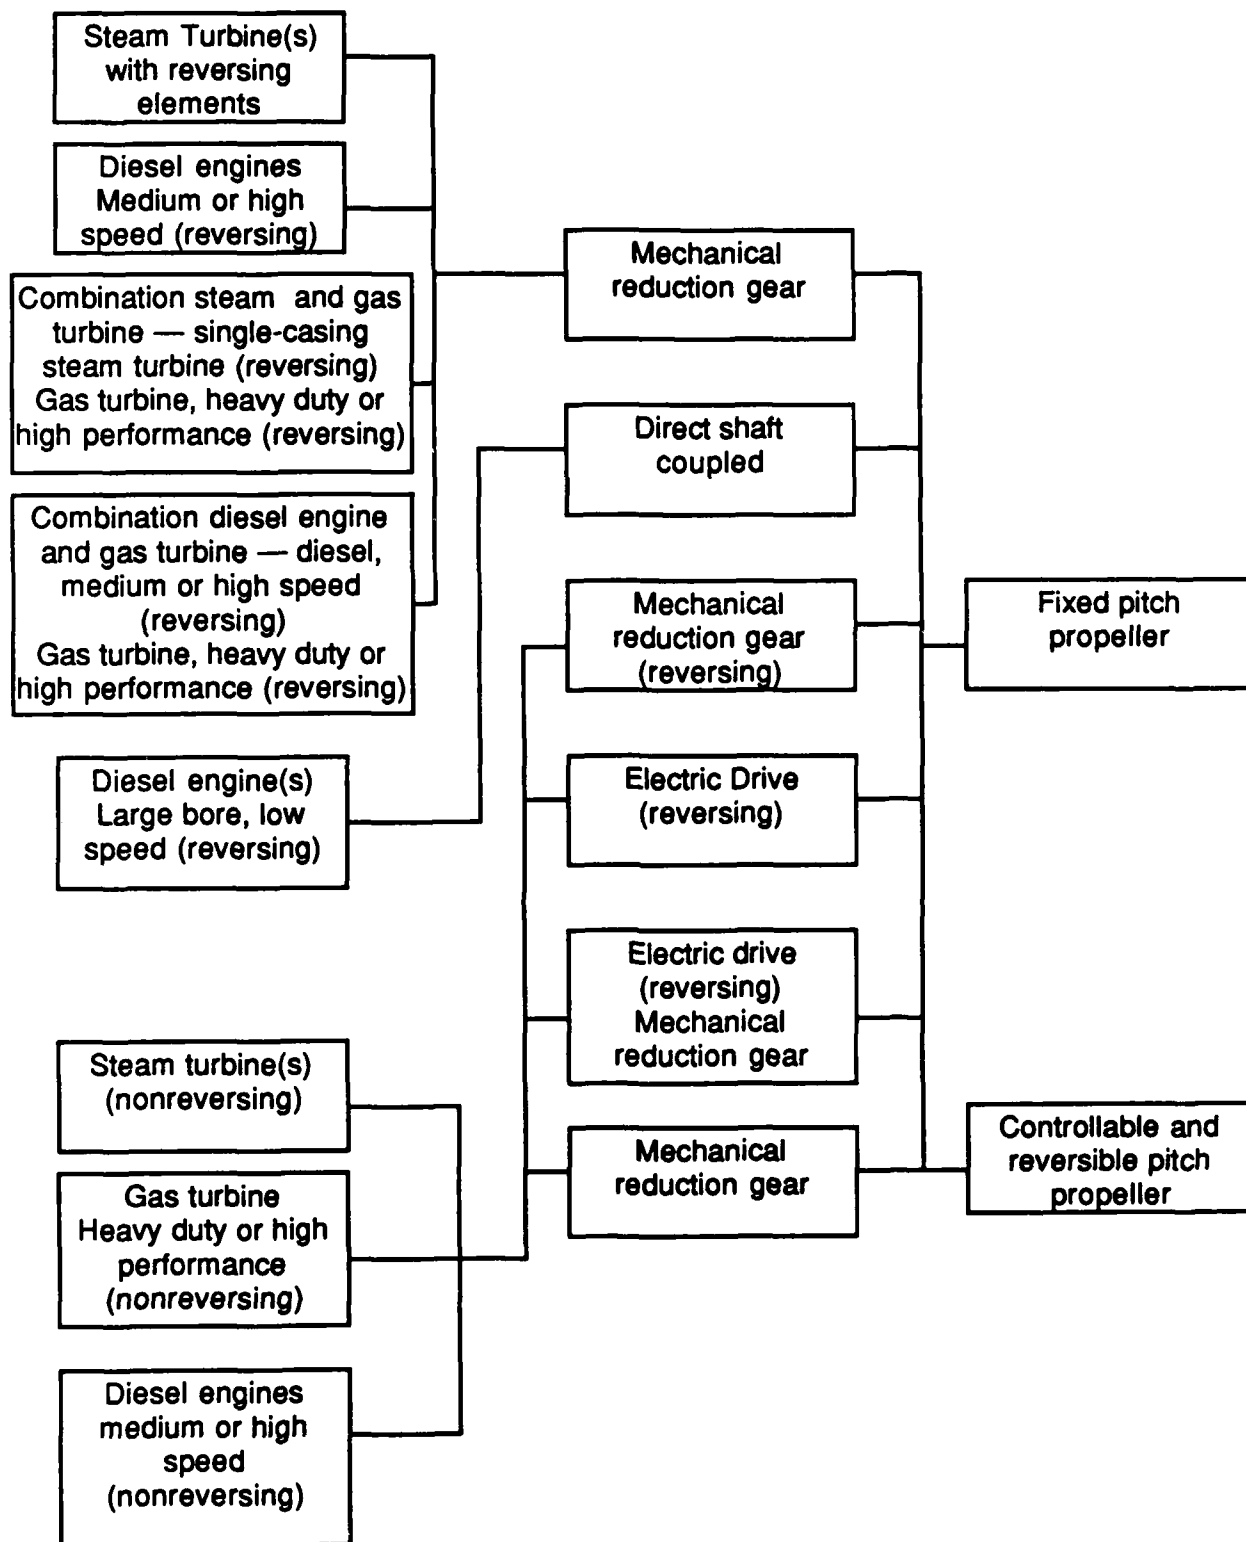 Steam Turbine(s)
with reversing
elements
Diesel engines
Medium or high
speed (reversing)
Combination steam and gas
turbine — single-casing
steam turbine (reversing)
Gas turbine, heavy duty or
high performance (reversing)
Combination diesel engine
and gas turbine — diesel,
medium or high speed
(reversing)
Gas turbine, heavy duty or
high performance (reversing)
Diesel engine(s)
Large bore, low
speed (reversing)
Steam turbine(s)
(nonreversing)
Gas turbine
Heavy duty or high
performance
(nonreversing)
Diesel engines
medium or high
speed
(nonreversing)
Mechanical
reduction gear
Direct shaft
coupled
Mechanical
reduction gear
(reversing)
Electric Drive
(reversing)
Electric drive
(reversing)
Mechanical
reduction gear
Mechanical
reduction gear
Fixed pitch
propeller
Controllable and
reversible pitch
propeller